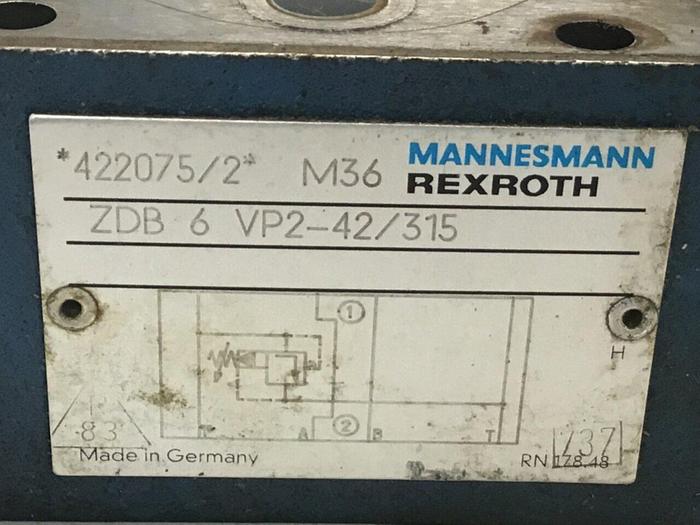 *422075/2* M36 MANNESMANN
REXROTH
ZDB 6 VP2-42/315
1
H
2
83
A B T
737
Made in Germany RN 178.48